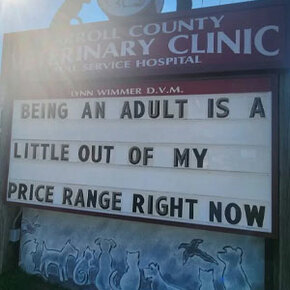 COUNTY
CLINIC
SERVICE HOSPITAL
LYNN WIMMER D.V.M.
BEING AN ADULT IS A
LITTLE OUT OF MY
PRICE RANGE RIGHT NOW